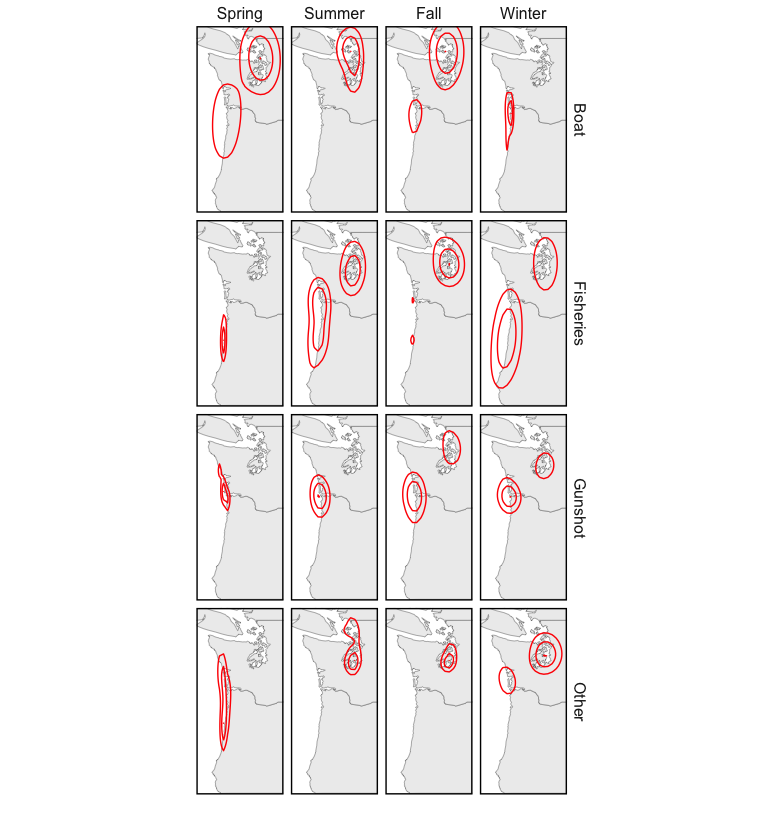 Spring Summer Fall Winter
Boat
Fisheries
Gunshot
Other